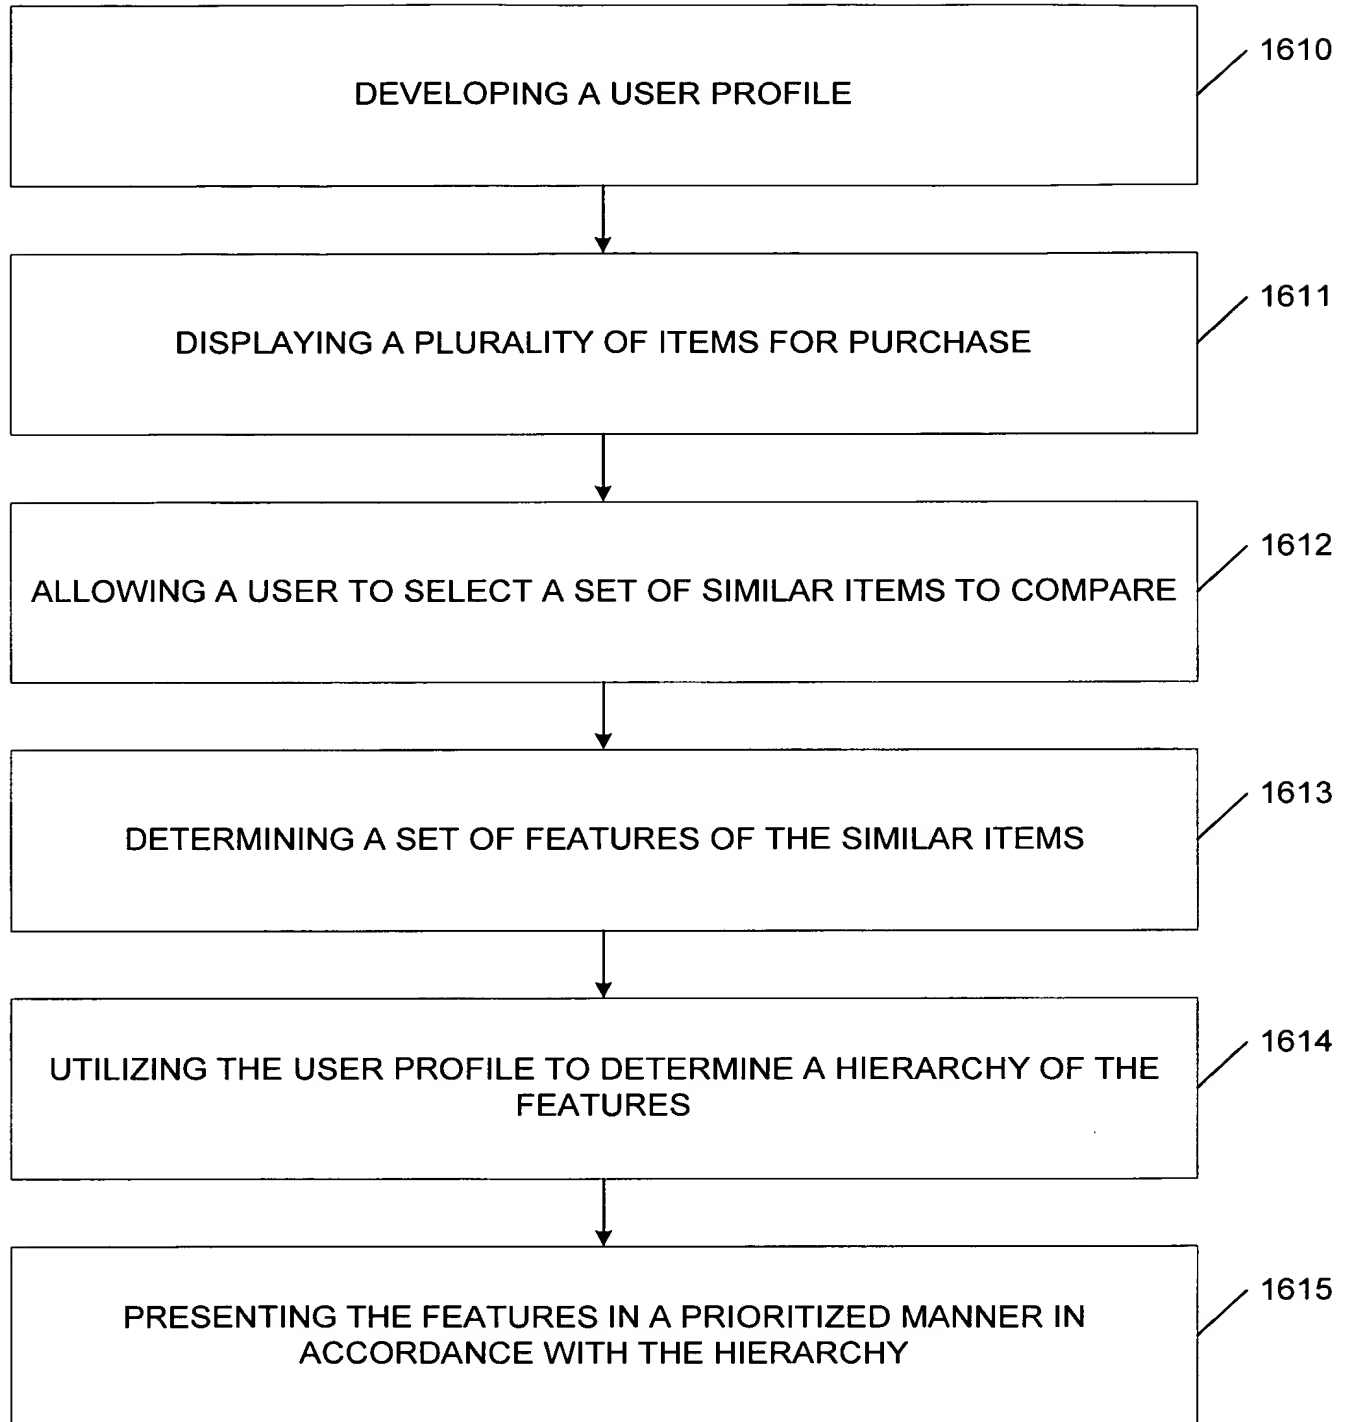 1610
DEVELOPING A USER PROFILE
1611
DISPLAYING A PLURALITY OF ITEMS FOR PURCHASE
1612
ALLOWING A USER TO SELECT A SET OF SIMILAR ITEMS TO COMPARE
1613
DETERMINING A SET OF FEATURES OF THE SIMILAR ITEMS
1614
UTILIZING THE USER PROFILE TO DETERMINE A HIERARCHY OF THE
FEATURES
1615
PRESENTING THE FEATURES IN A PRIORITIZED MANNER IN
ACCORDANCE WITH THE HIERARCHY